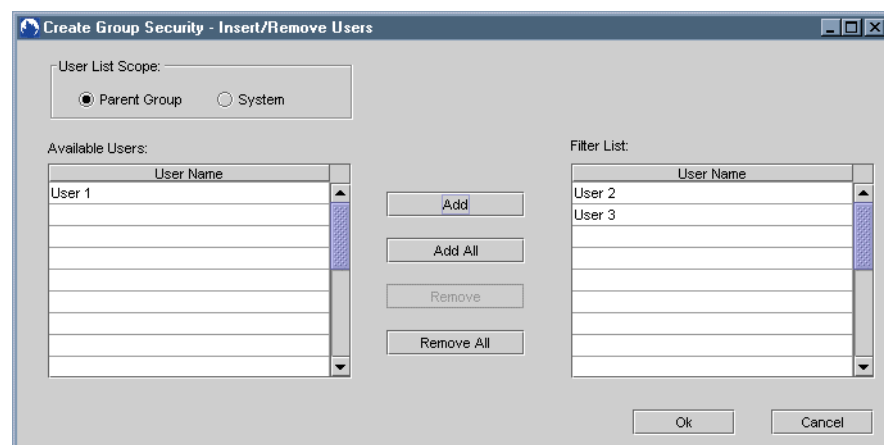 Create Group Security - Insert/Remove Users
User List Scope:
Parent Group System
Available Users:
Filter List:
User Name
User Name
User 1
User 2
User 3
Add
Add All
Remove
Remove All
Ok Cancel